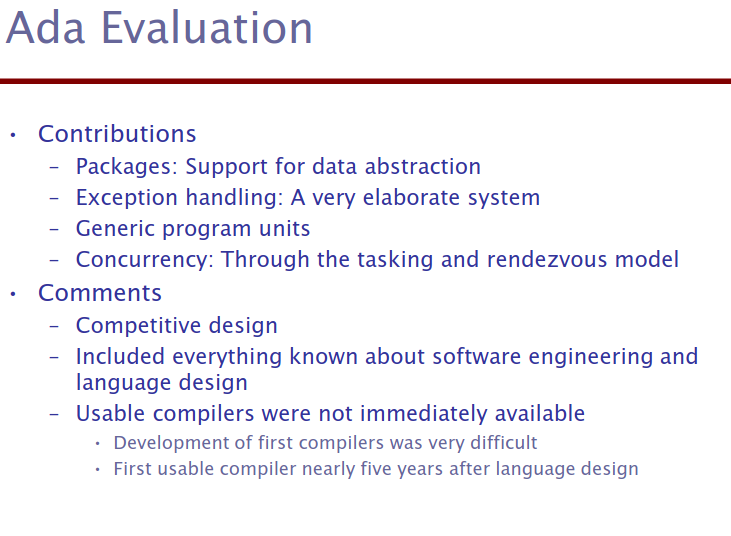 Ada Evaluation
• Contributions
– Packages: Support for data abstraction
– Exception handling: A very elaborate system
– Generic program units
– Concurrency: Through the tasking and rendezvous model
• Comments
– Competitive design
– Included everything known about software engineering and
language design
– Usable compilers were not immediately available
• Development of first compilers was very difficult
• First usable compiler nearly five years after language design